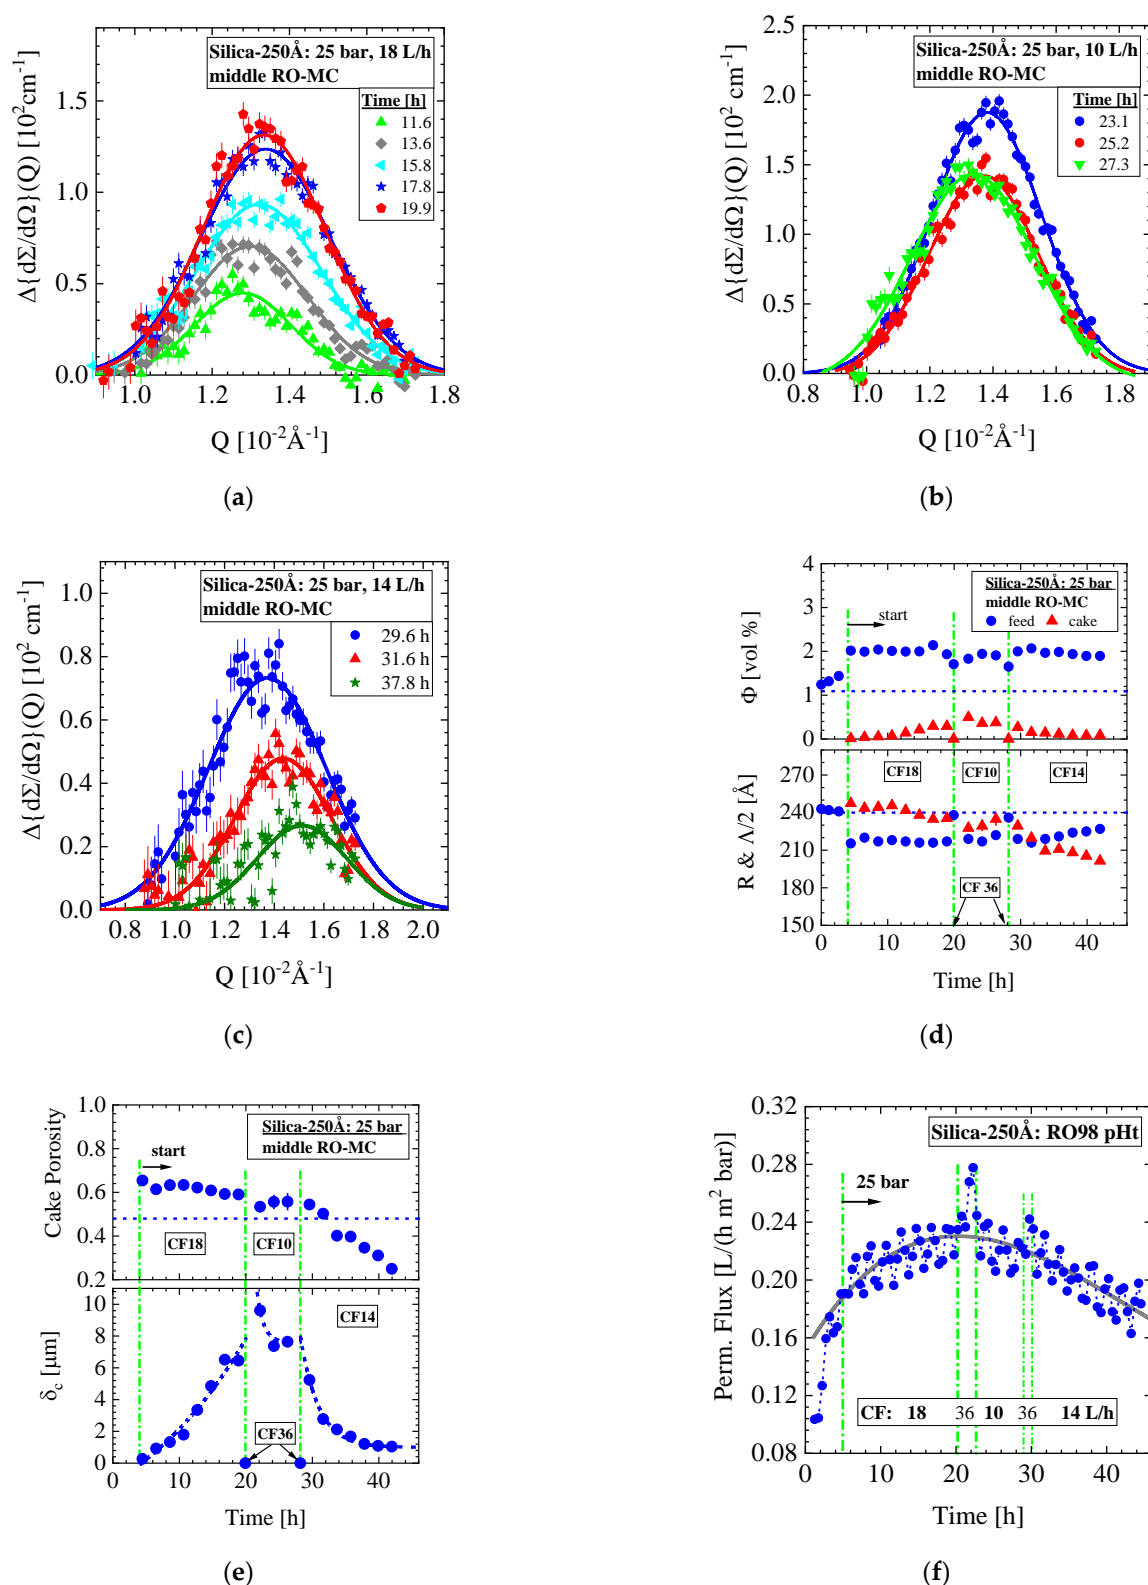 Silica-250Å: 25 bar, 18 L/h
middle RO-MC
Time [h]
11.6
13.6
15.8
17.8
19.9
1.5
1.0
0.5
0.0
1.0 1.2 1.4 1.6 1.8
Δ{dΣ/dΩ}(Q) [10²cm⁻¹]
Q [10⁻²Å⁻¹]
(a)
Silica-250Å: 25 bar, 10 L/h
middle RO-MC
Time [h]
23.1
25.2
27.3
2.5
2.0
1.5
1.0
0.5
0.0
0.8 1.0 1.2 1.4 1.6 1.8
Δ{dΣ/dΩ}(Q) [10² cm⁻¹]
Q [10⁻²Å⁻¹]
(b)
Silica-250Å: 25 bar, 14 L/h
middle RO-MC
29.6 h
31.6 h
37.8 h
1.0
0.8
0.6
0.4
0.2
0.0
0.8 1.0 1.2 1.4 1.6 1.8 2.0
Δ{dΣ/dΩ}(Q) [10² cm⁻¹]
Q [10⁻²Å⁻¹]
(c)
Silica-250Å: 25 bar
middle RO-MC
feed cake
start
4
3
2
1
0
Φ [vol %]
CF18 CF10 CF14
270
240
210
180
150
R & Λ/2 [Å]
CF 36
0 10 20 30 40
Time [h]
(d)
Silica-250Å: 25 bar
middle RO-MC
start
1.0
0.8
0.6
0.4
0.2
Cake Porosity
CF18 CF10
CF14
10
8
6
4
2
0
δc [μm]
CF36
0 10 20 30 40
Time [h]
(e)
Silica-250Å: RO98 pHt
25 bar
0.32
0.28
0.24
0.20
0.16
0.12
0.08
Perm. Flux [L/(h m² bar)]
CF: 18 36 10 36 14 L/h
0 10 20 30 40
Time [h]
(f)